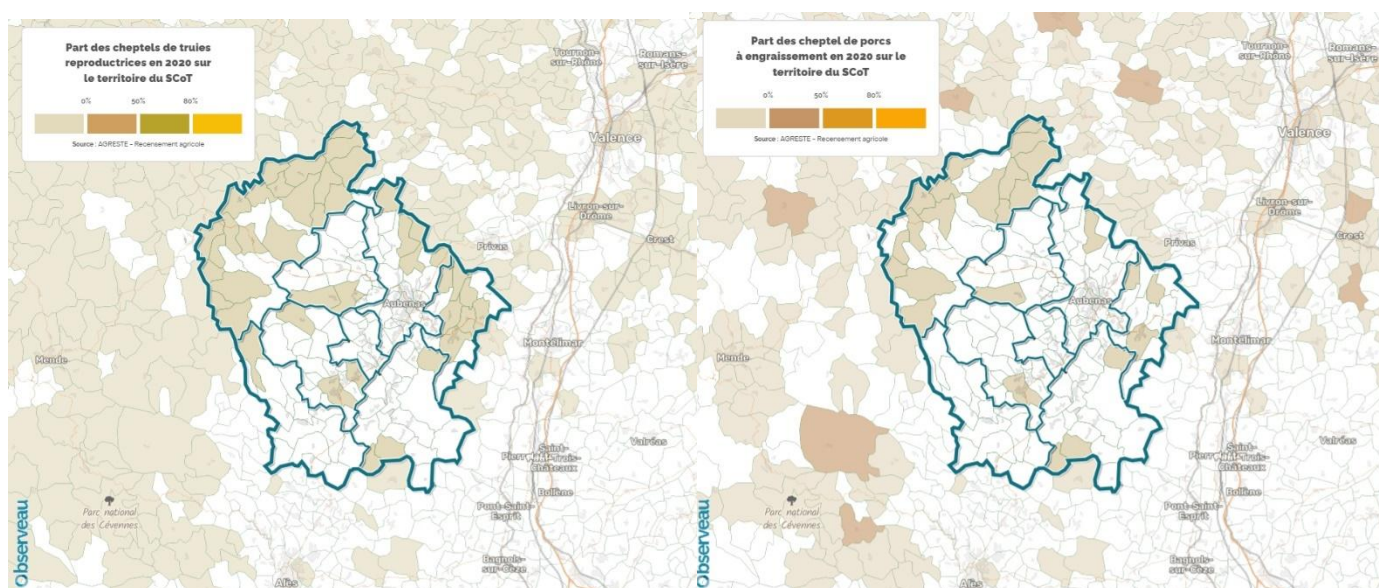 Part des cheptels de truies
reproductrices en 2020 sur
le territoire du SCoT
0% 50% 80%
Source : AGRESTE – Recensement agricole
Tournon-
sur-Rhône
Romans-
sur-Isère
Valence
Livron-sur-
Drôme
Crest
Privas
Aubenas
Montélimar
Mende
Valréas
Saint-
Trois-
Châteaux
Bollène
Pont-Saint-
Esprit
Parc national
des Cévennes
Bagnols-
sur-Cèze
Alès
Observeau
Part des cheptel de porcs
à engraissement en 2020 sur le
territoire du SCoT
0% 50% 80%
Source : AGRESTE – Recensement agricole
Tournon-
sur-Rhône
Romans-
sur-Isère
Valence
Livron-sur-
Drôme
Crest
Privas
Aubenas
Montélimar
Mende
Valréas
Saint-
Trois-
Châteaux
Bollène
Pont-Saint-
Esprit
Parc national
des Cévennes
Bagnols-
sur-Cèze
Alès
Observeau